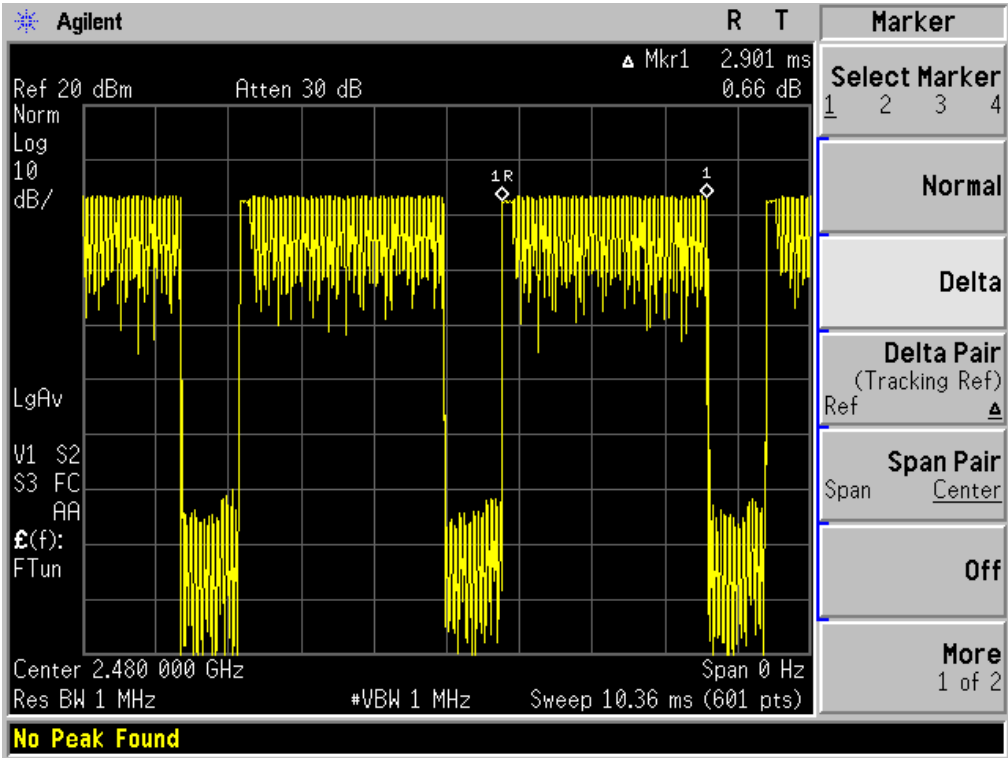 Agilent R T
Marker
Δ Mkr1 2.901 ms
Ref 20 dBm Atten 30 dB 0.66 dB
Norm
Log
10
dB/
1R
1
LgAv
V1 S2
S3 FC
AA
£(f):
FTun
Center 2.480 000 GHz Span 0 Hz
Res BW 1 MHz #VBW 1 MHz Sweep 10.36 ms (601 pts)
No Peak Found
Select Marker
1 2 3 4
Normal
Delta
Delta Pair
(Tracking Ref)
Ref Δ
Span Pair
Span Center
Off
More
1 of 2